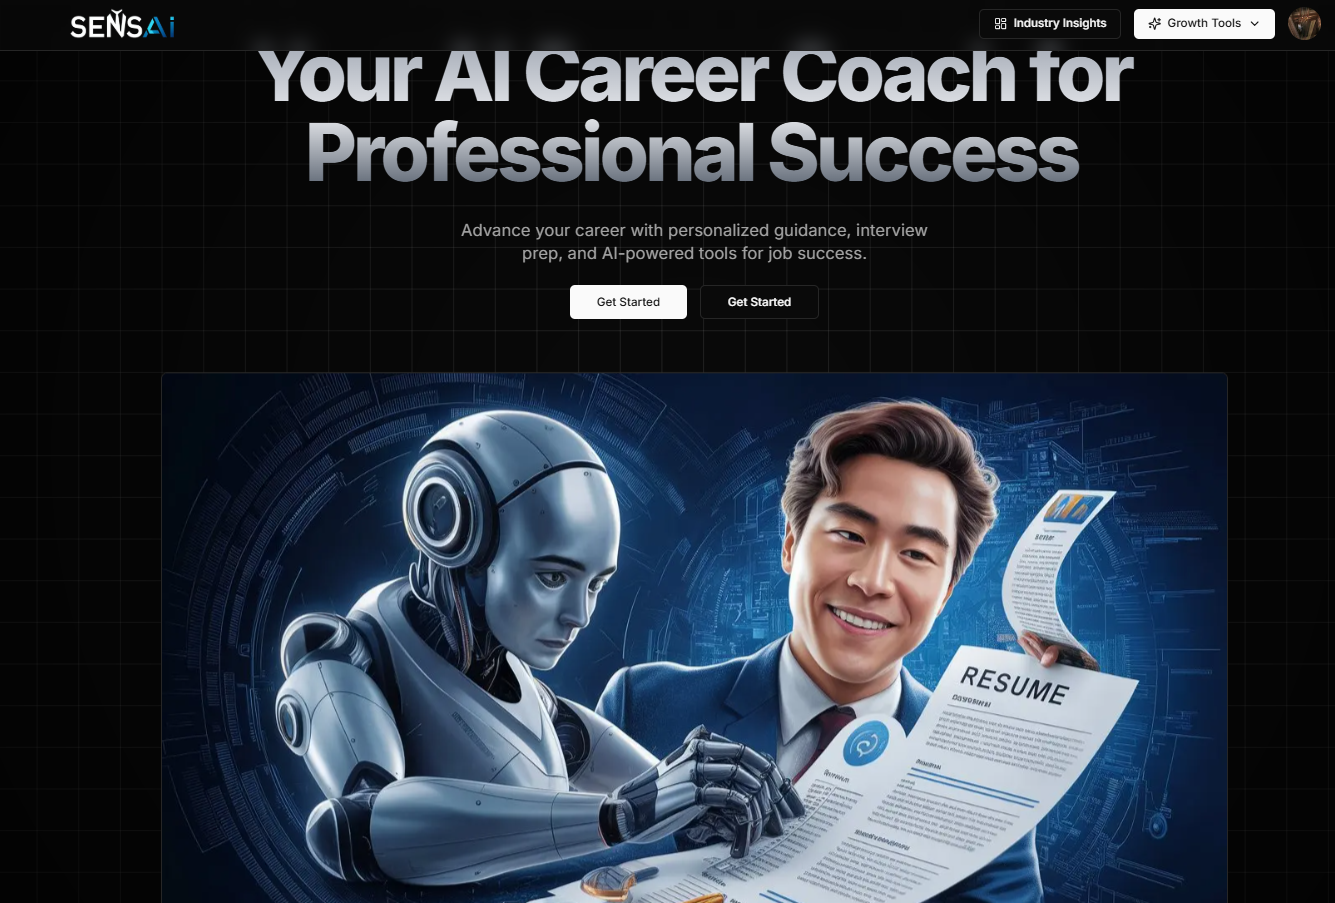 SENSAi
Industry Insights
Growth Tools
Your AI Career Coach for
Professional Success
Advance your career with personalized guidance, interview
prep, and AI-powered tools for job success.
Get Started
Get Started
RESUME